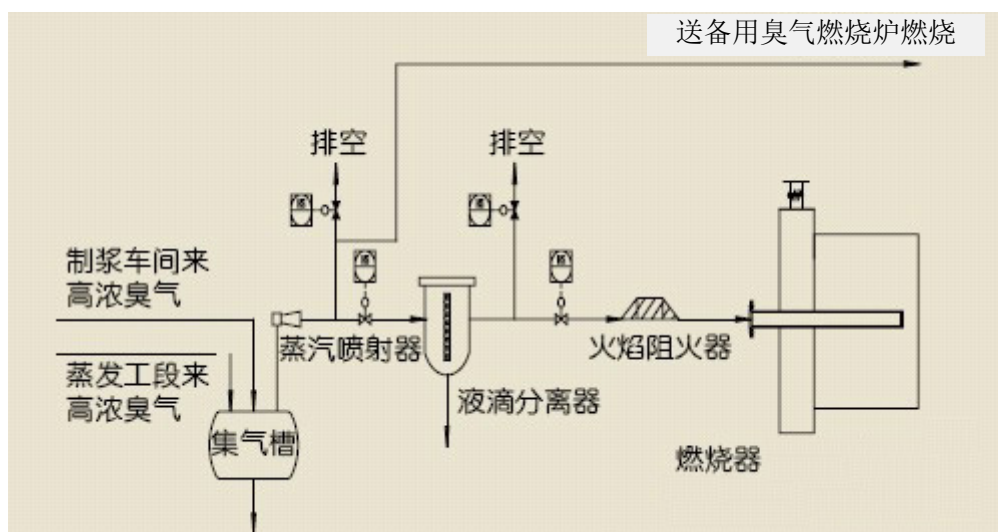 送备用臭气燃烧炉燃烧
排空
排空
制浆车间来
高浓臭气
蒸汽喷射器
火焰阻火器
蒸发工段来
高浓臭气
液滴分离器
集气槽
燃烧器